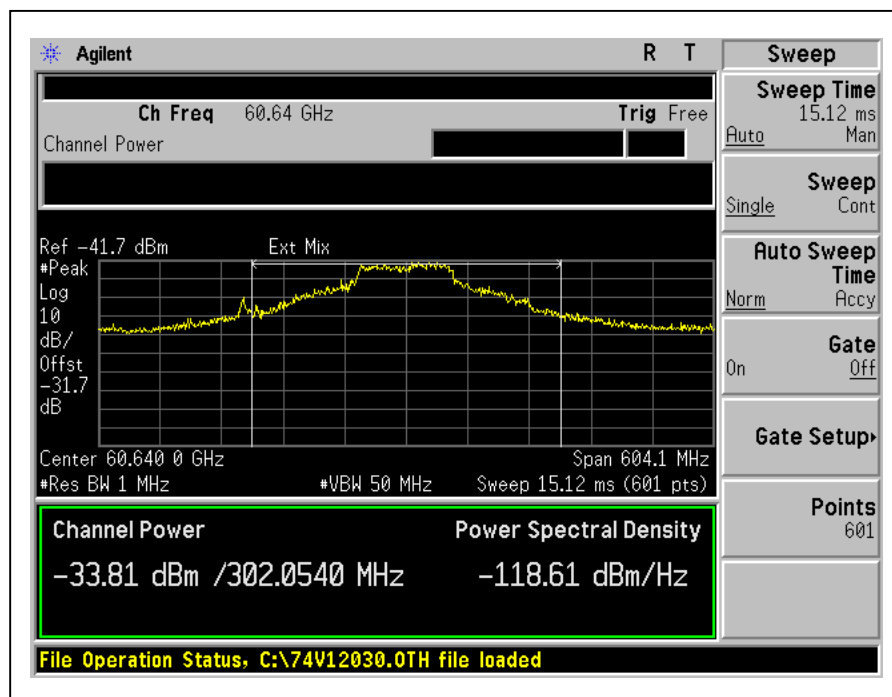 Agilent
R T
Ch Freq 60.64 GHz
Trig Free
Channel Power
Ref -41.7 dBm
Ext Mix
#Peak
Log
10
dB/
Offst
-31.7
dB
Center 60.640 0 GHz
Span 604.1 MHz
#Res BW 1 MHz
#VBW 50 MHz
Sweep 15.12 ms (601 pts)
Channel Power
Power Spectral Density
-33.81 dBm /302.0540 MHz
-118.61 dBm/Hz
File Operation Status, C:\74V12030.OTH file loaded
Sweep
Sweep Time
15.12 ms
Auto Man
Sweep
Single Cont
Auto Sweep
Time
Norm Accy
Gate
On Off
Gate Setup
Points
601